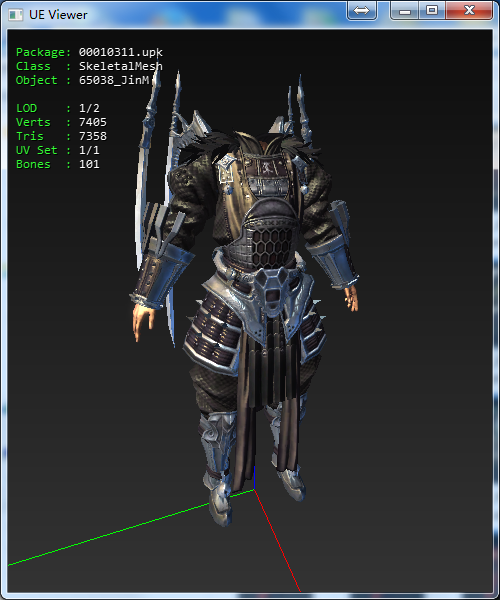 UE Viewer
Package: 00010311.upk
Class : SkeletalMesh
Object : 65038_JinM
LOD : 1/2
Verts : 7405
Tris : 7358
UV Set : 1/1
Bones : 101